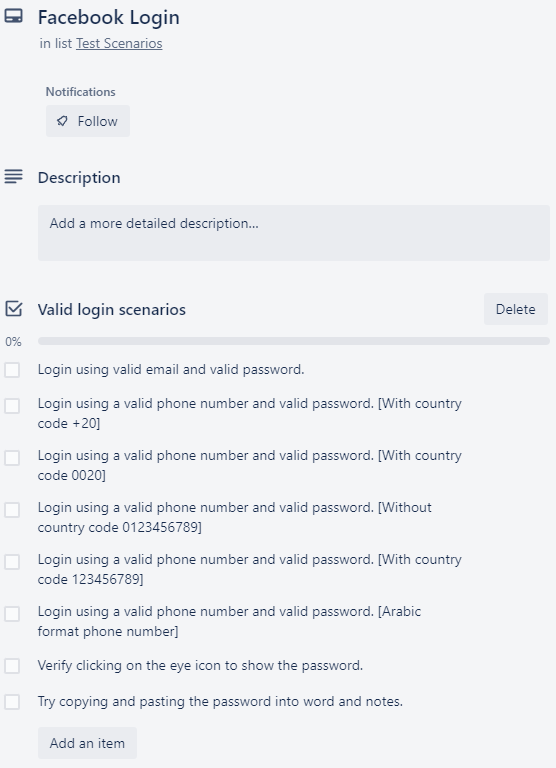 Facebook Login
in list Test Scenarios
Notifications
Follow
Description
Add a more detailed description...
Valid login scenarios
Delete
0%
Login using valid email and valid password.
Login using a valid phone number and valid password. [With country
code +20]
Login using a valid phone number and valid password. [With country
code 0020]
Login using a valid phone number and valid password. [Without
country code 0123456789]
Login using a valid phone number and valid password. [With country
code 123456789]
Login using a valid phone number and valid password. [Arabic
format phone number]
Verify clicking on the eye icon to show the password.
Try copying and pasting the password into word and notes.
Add an item